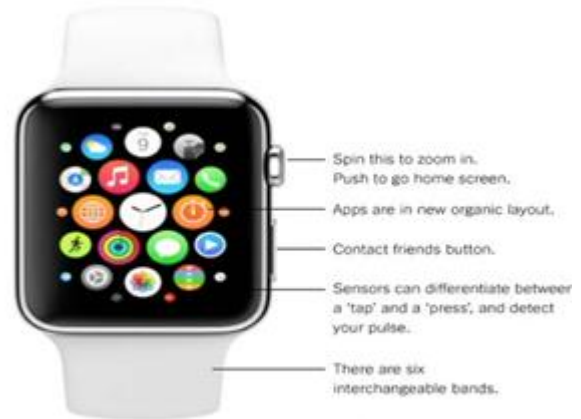 9
Spin this to zoom in.
Push to go home screen.
Apps are in new organic layout.
Contact friends button.
Sensors can differentiate between
a 'tap' and a 'press', and detect
your pulse.
There are six
interchangeable bands.